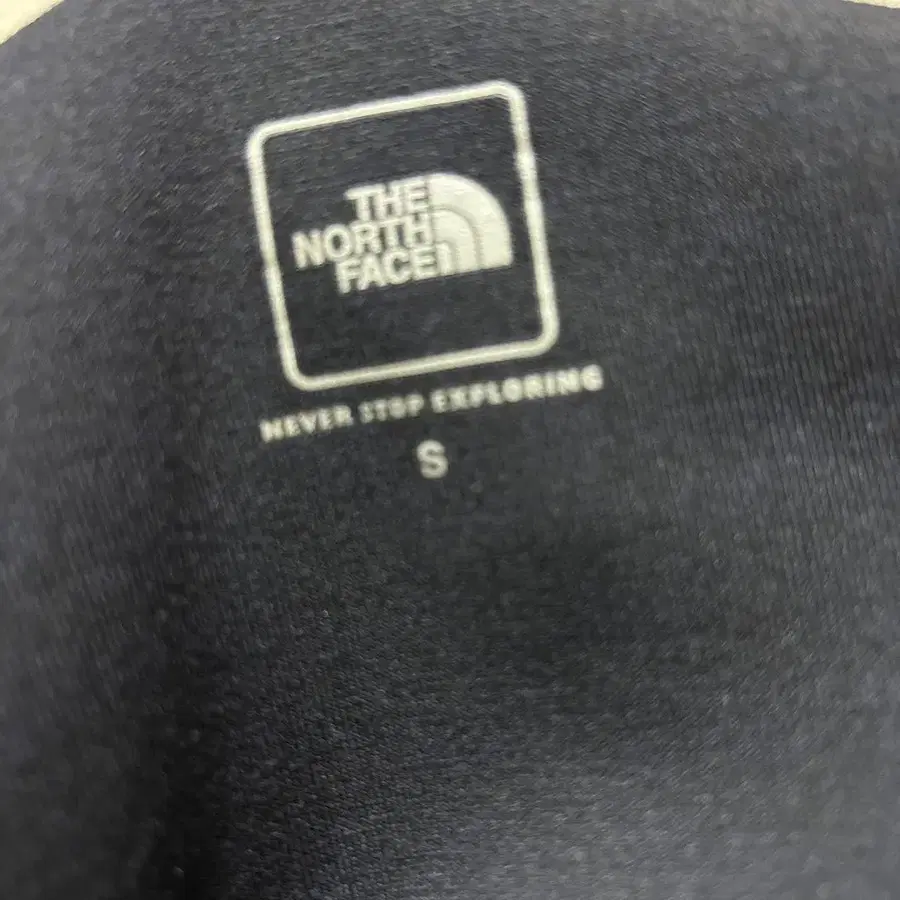 THE
NORTH
FACE
NEVER STOP EXPLORING
S